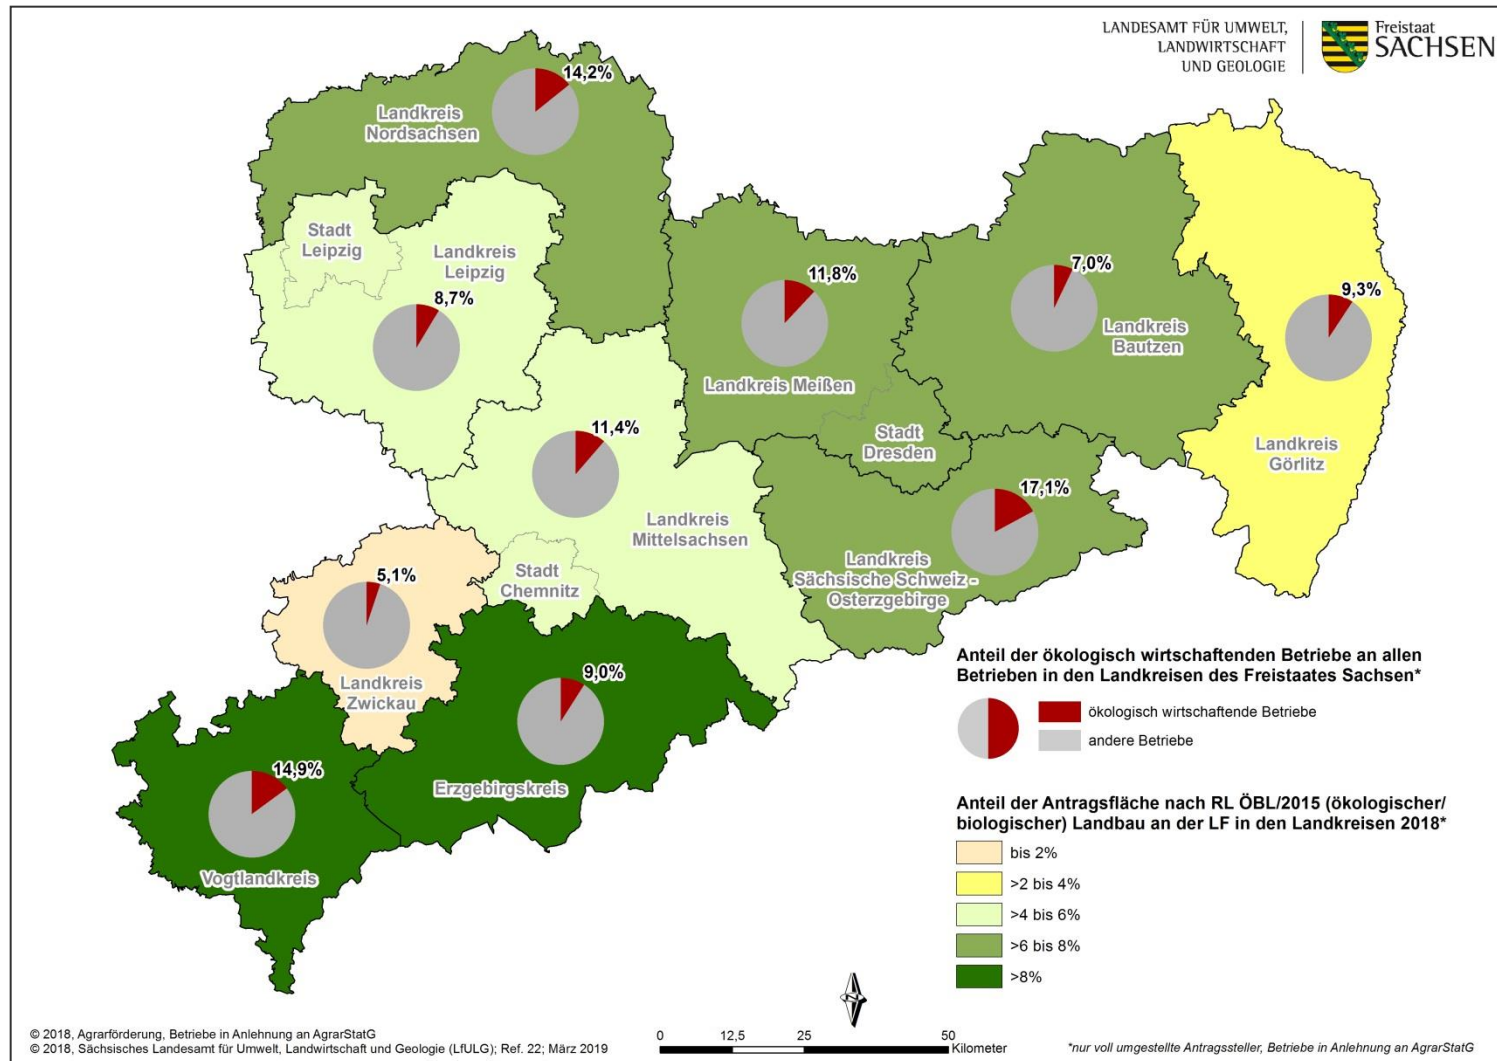 LANDESAMT FÜR UMWELT,
LANDWIRTSCHAFT
UND GEOLOGIE
Freistaat
SACHSEN
14,2%
Landkreis
Nordsachsen
Stadt
Leipzig
Landkreis
Leipzig
8,7%
11,8%
Landkreis Meißen
7,0%
Landkreis
Bautzen
9,3%
Landkreis
Görlitz
Stadt
Dresden
11,4%
Landkreis
Mittelsachsen
17,1%
Landkreis
Sächsische Schweiz -
Osterzgebirge
Stadt
Chemnitz
5,1%
Landkreis
Zwickau
9,0%
Erzgebirgskreis
14,9%
Vogtlandkreis
Anteil der ökologisch wirtschaftenden Betriebe an allen
Betrieben in den Landkreisen des Freistaates Sachsen*
ökologisch wirtschaftende Betriebe
andere Betriebe
Anteil der Antragsfläche nach RL ÖBL/2015 (ökologischer/
biologischer) Landbau an der LF in den Landkreisen 2018*
bis 2%
>2 bis 4%
>4 bis 6%
>6 bis 8%
>8%
N
0 12,5 25 50
Kilometer
© 2018, Agrarförderung, Betriebe in Anlehnung an AgrarStatG
© 2018, Sächsisches Landesamt für Umwelt, Landwirtschaft und Geologie (LfULG); Ref. 22; März 2019
*nur voll umgestellte Antragssteller, Betriebe in Anlehnung an AgrarStatG